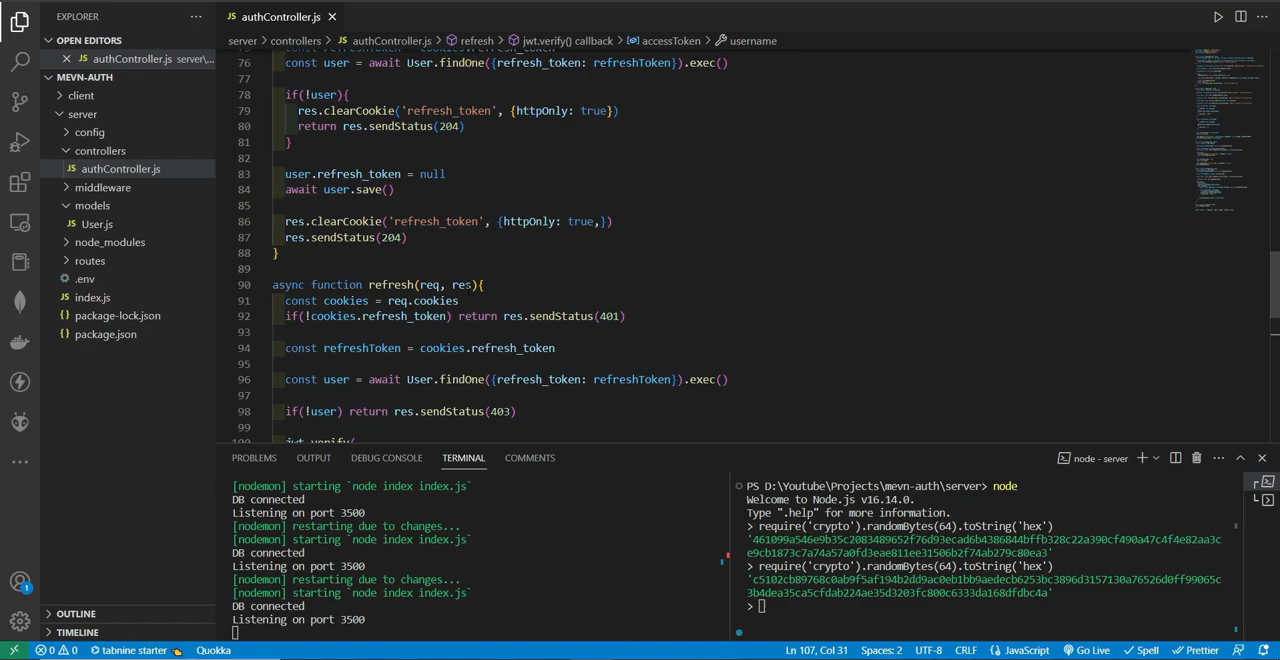 EXPLORER
OPEN EDITORS
authController.js server\...
MEVN-AUTH
client
server
config
controllers
authController.js
middleware
models
User.js
node_modules
routes
.env
index.js
package-lock.json
package.json
OUTLINE
TIMELINE
authController.js
server > controllers > authController.js > refresh > jwt.verify() callback > accessToken > username
76 const user = await User.findOne({refresh_token: refreshToken}).exec()
77
78 if(!user){
79 res.clearCookie('refresh_token', {httpOnly: true})
80 return res.sendStatus(204)
81 }
82
83 user.refresh_token = null
84 await user.save()
85
86 res.clearCookie('refresh_token', {httpOnly: true,})
87 res.sendStatus(204)
88 }
89
90 async function refresh(req, res){
91 const cookies = req.cookies
92 if(!cookies.refresh_token) return res.sendStatus(401)
93
94 const refreshToken = cookies.refresh_token
95
96 const user = await User.findOne({refresh_token: refreshToken}).exec()
97
98 if(!user) return res.sendStatus(403)
99
100 jwt.verify(
PROBLEMS OUTPUT DEBUG CONSOLE TERMINAL COMMENTS
node - server
[nodemon] starting `node index index.js`
DB connected
Listening on port 3500
[nodemon] restarting due to changes...
[nodemon] starting `node index index.js`
DB connected
Listening on port 3500
[nodemon] restarting due to changes...
[nodemon] starting `node index index.js`
DB connected
Listening on port 3500
PS D:\Youtube\Projects\mevn-auth\server> node
Welcome to Node.js v16.14.0.
Type ".help" for more information.
> require('crypto').randomBytes(64).toString('hex')
'461099a546e9b35c2083489652f76d93ecad6b4386844bffb328c22a390cf490a47c4f4e82aa3c
e9cb1873c7a74a57a0fd3eae811ee31506b2f74ab279c80ea3'
> require('crypto').randomBytes(64).toString('hex')
'c5102cb89768c0ab9f5af194b2dd9ac0eb1bb9aedecb6253bc3896d3157130a76526d0ff99065c
3b4dea35ca5cfdab224ae35d3203fc800c6333da168dfdbc4a'
>
1
0 0 tabnine starter Quokka Ln 107, Col 31 Spaces: 2 UTF-8 CRLF JavaScript Go Live Spell Prettier